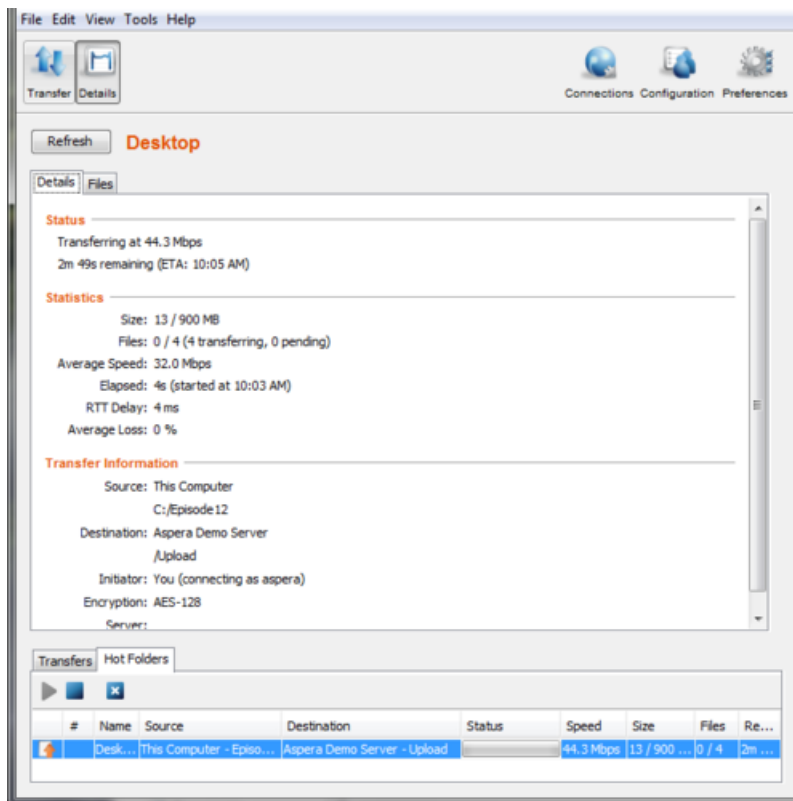 File Edit View Tools Help
Transfer Details Connections Configuration Preferences
Refresh Desktop
Details Files
Status
Transferring at 44.3 Mbps
2m 49s remaining (ETA: 10:05 AM)
Statistics
Size: 13 / 900 MB
Files: 0 / 4 (4 transferring, 0 pending)
Average Speed: 32.0 Mbps
Elapsed: 4s (started at 10:03 AM)
RTT Delay: 4 ms
Average Loss: 0 %
Transfer Information
Source: This Computer
C:/Episode12
Destination: Aspera Demo Server
/Upload
Initiator: You (connecting as aspera)
Encryption: AES-128
Server:
Transfers Hot Folders
# Name Source Destination Status Speed Size Files Re...
Desk... This Computer - Episo... Aspera Demo Server - Upload 44.3 Mbps 13 / 900 ... 0 / 4 2m ...